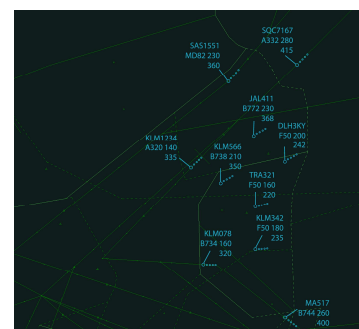 SQC7167
A332 280
415
SAS1551
MD82 230
360
JAL411
B772 230
368
DLH3KY
F50 200
242
KLM1234
A320 140
335
KLM566
B738 210
350
TRA321
F50 160
220
KLM342
F50 180
235
KLM078
B734 160
320
MA517
B744 260
400